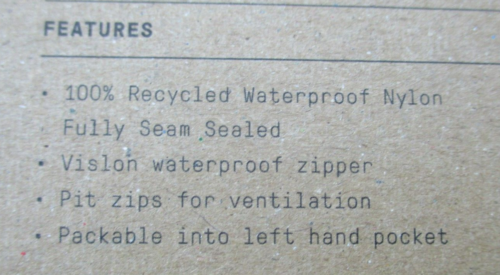 FEATURES
• 100% Recycled Waterproof Nylon
Fully Seam Sealed
• Vislon waterproof zipper
• Pit zips for ventilation
• Packable into left hand pocket